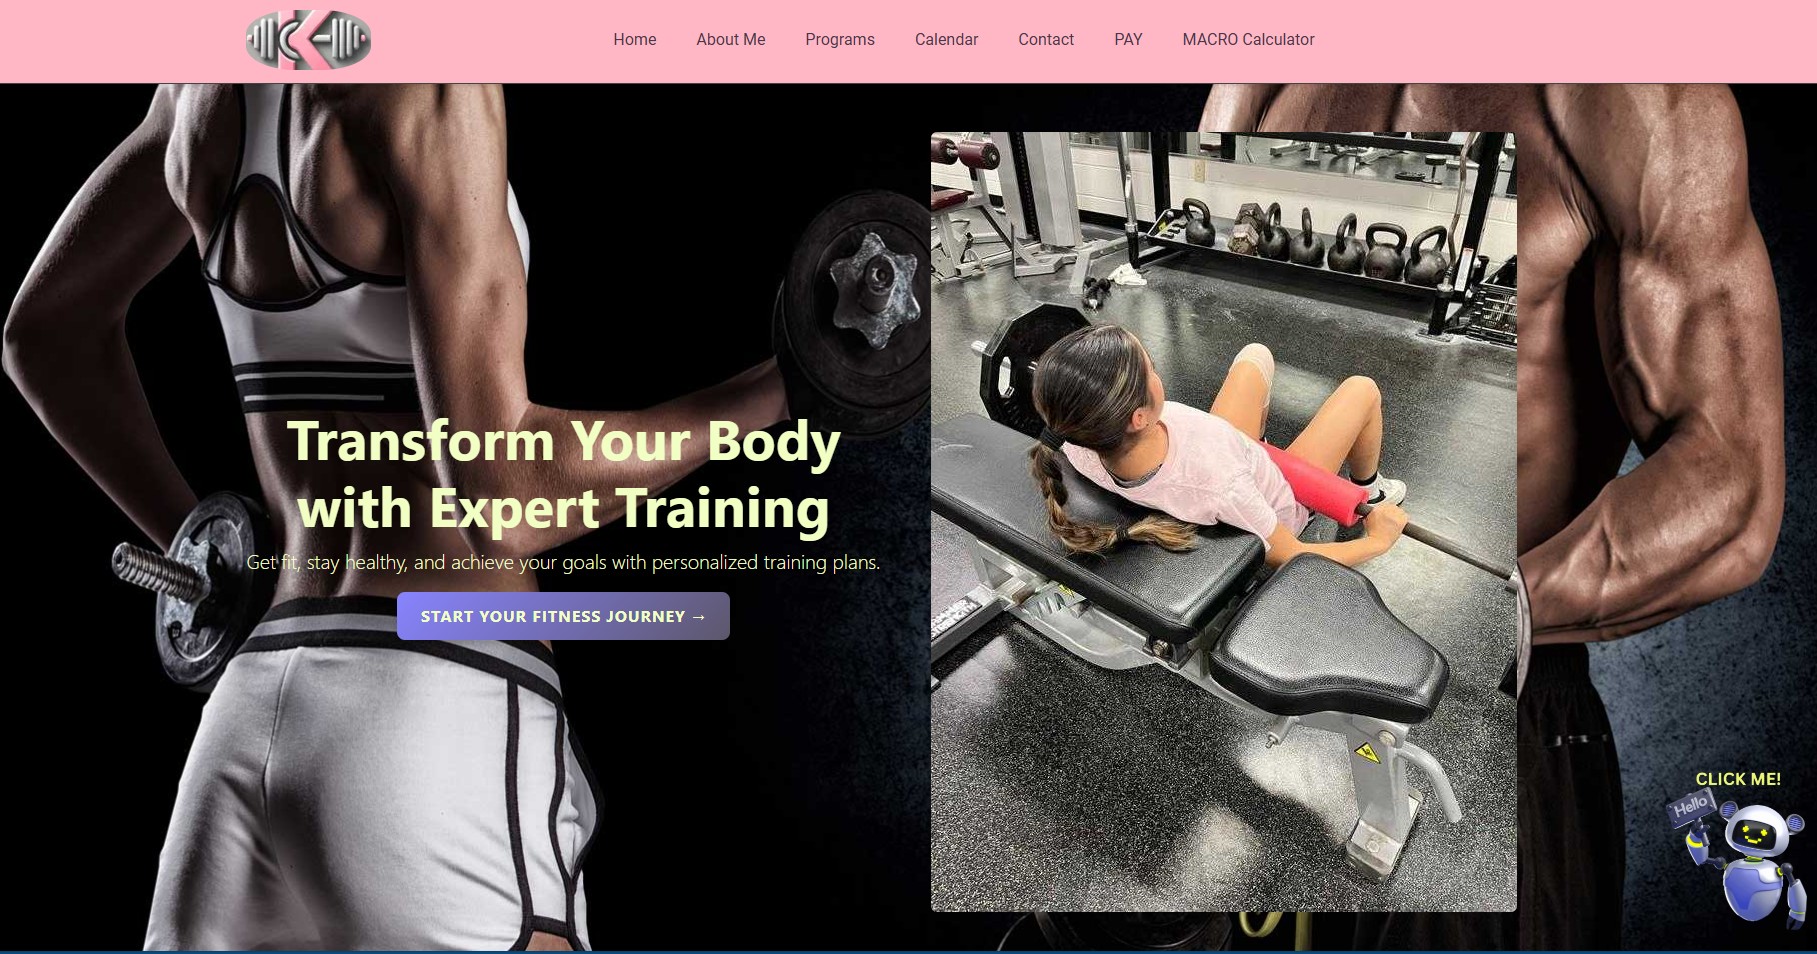 Home
About Me
Programs
Calendar
Contact
PAY
MACRO Calculator
Transform Your Body
with Expert Training
Get fit, stay healthy, and achieve your goals with personalized training plans.
START YOUR FITNESS JOURNEY →
CLICK ME!
Hello